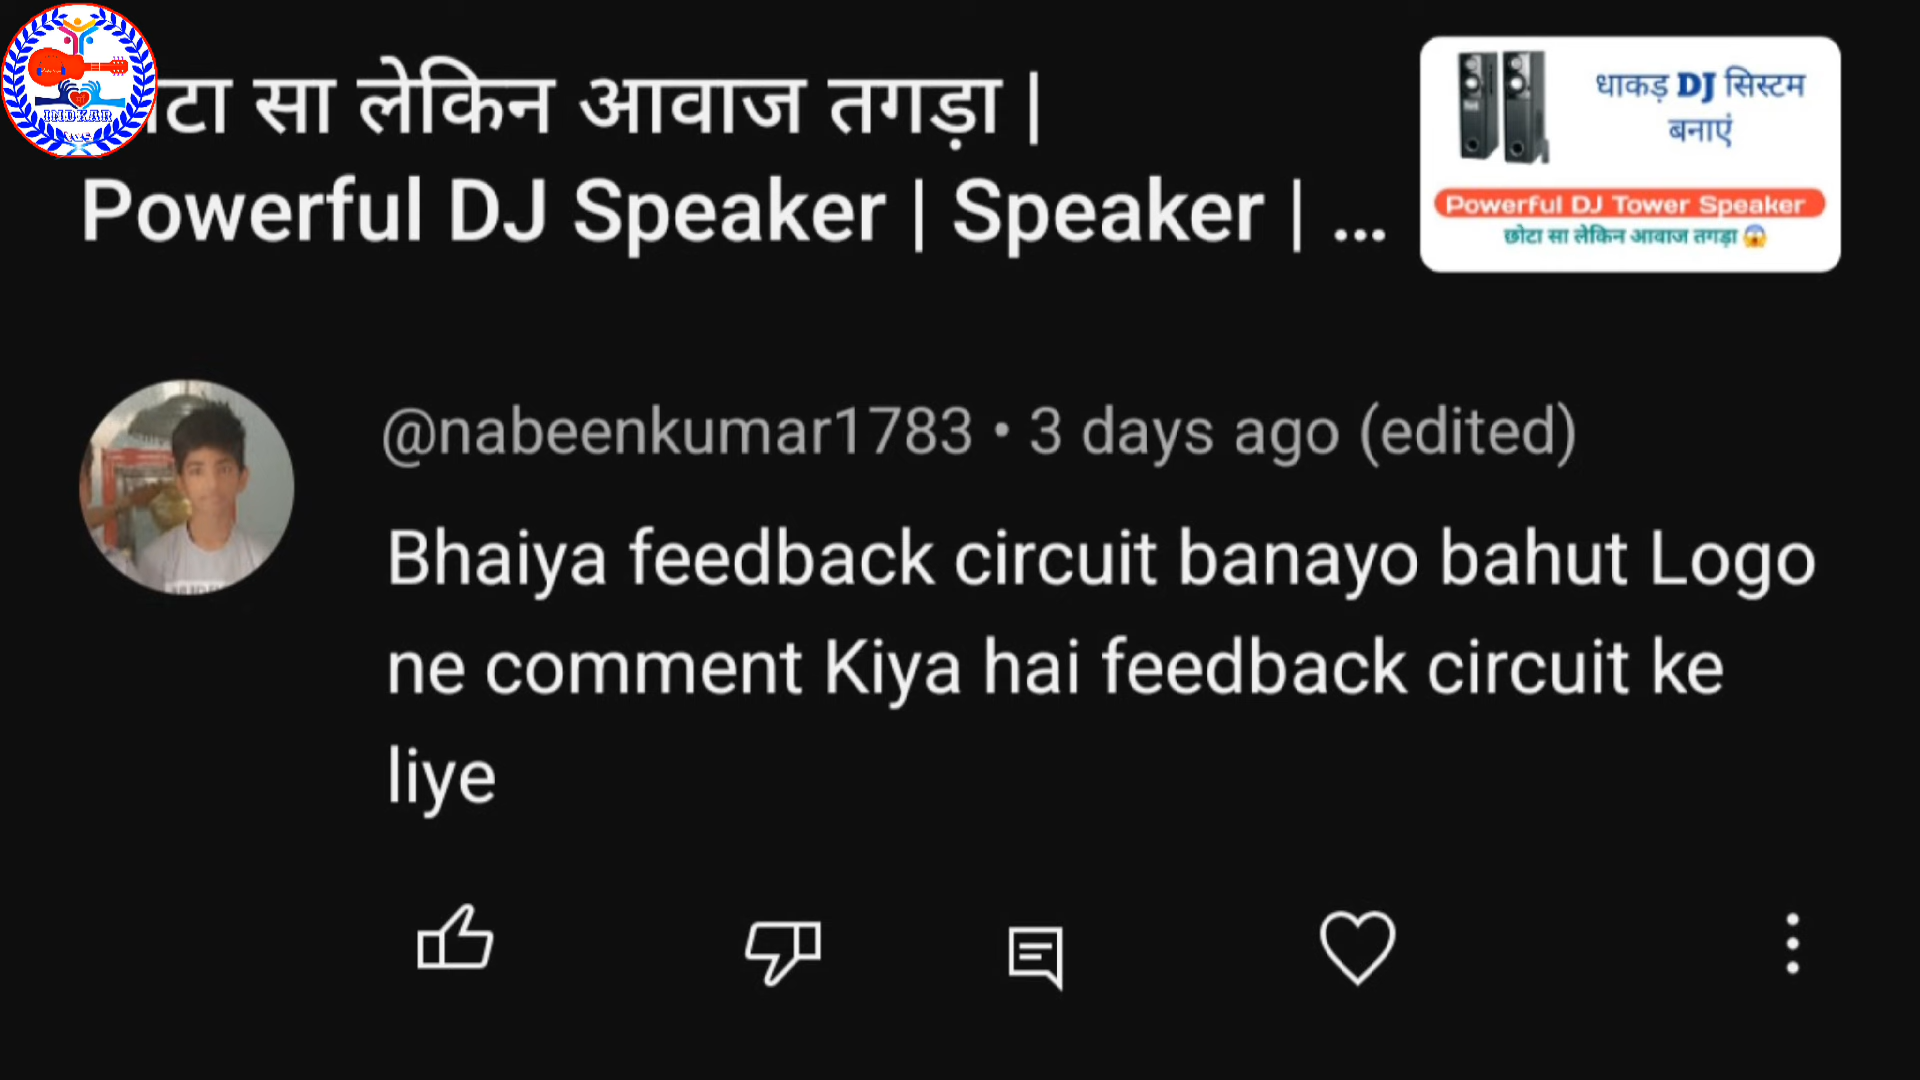 INDKAR
टा सा लेकिन आवाज तगड़ा |
Powerful DJ Speaker | Speaker | ...
धाकड़ DJ सिस्टम
बनाएं
Powerful DJ Tower Speaker
छोटा सा लेकिन आवाज तगड़ा 😱
@nabeenkumar1783 • 3 days ago (edited)
Bhaiya feedback circuit banayo bahut Logo
ne comment Kiya hai feedback circuit ke
liye